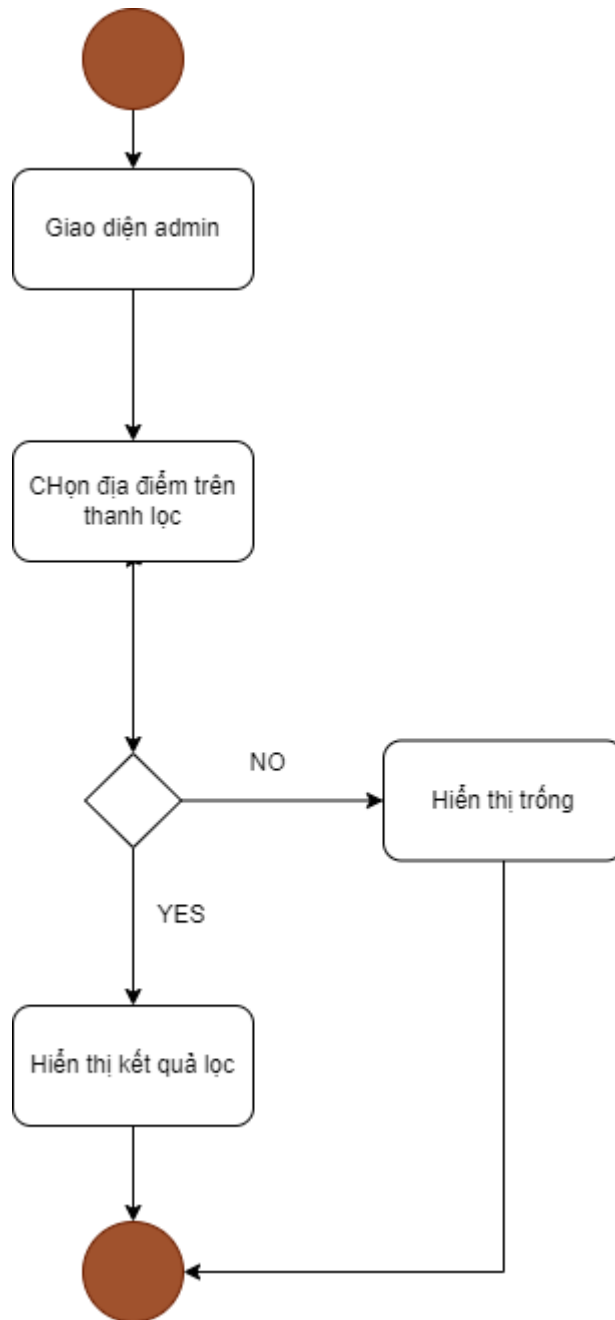 Giao diện admin
CHọn địa điểm trên
thanh lọc
NO
Hiển thị trống
YES
Hiển thị kết quả lọc